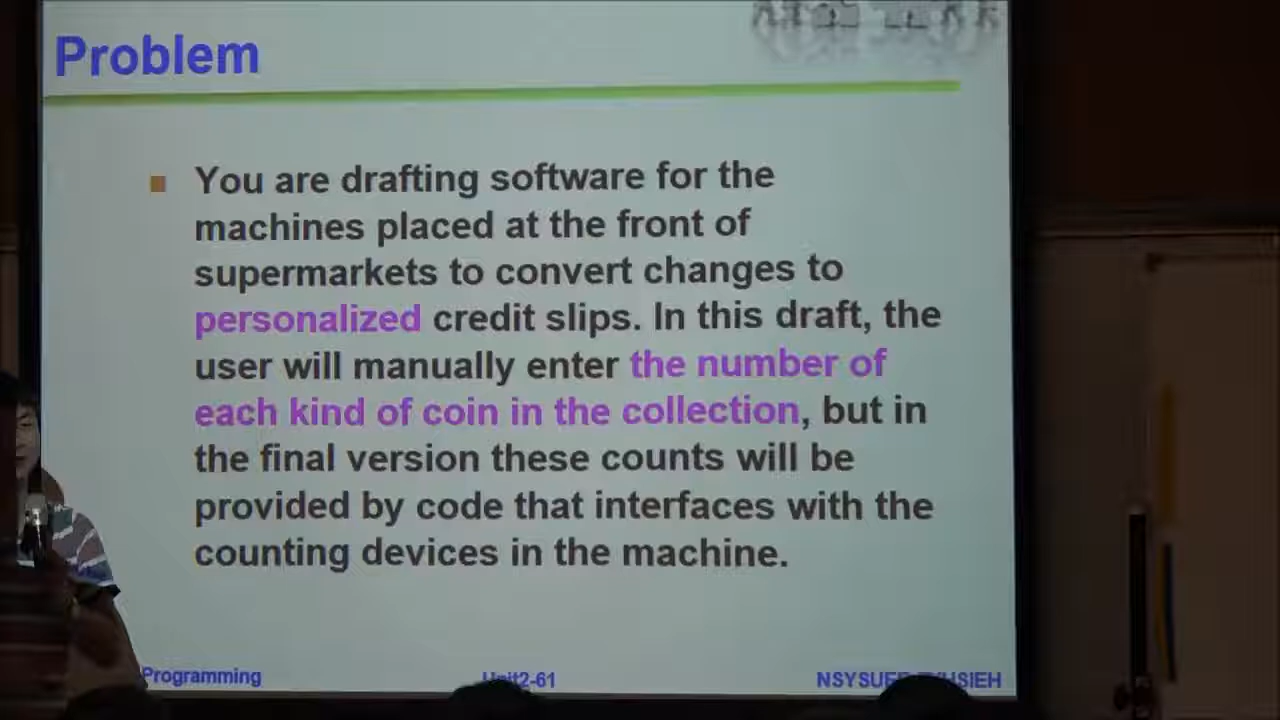 Problem
You are drafting software for the
machines placed at the front of
supermarkets to convert changes to
personalized credit slips. In this draft, the
user will manually enter the number of
each kind of coin in the collection, but in
the final version these counts will be
provided by code that interfaces with the
counting devices in the machine.
Programming
Unit2-61